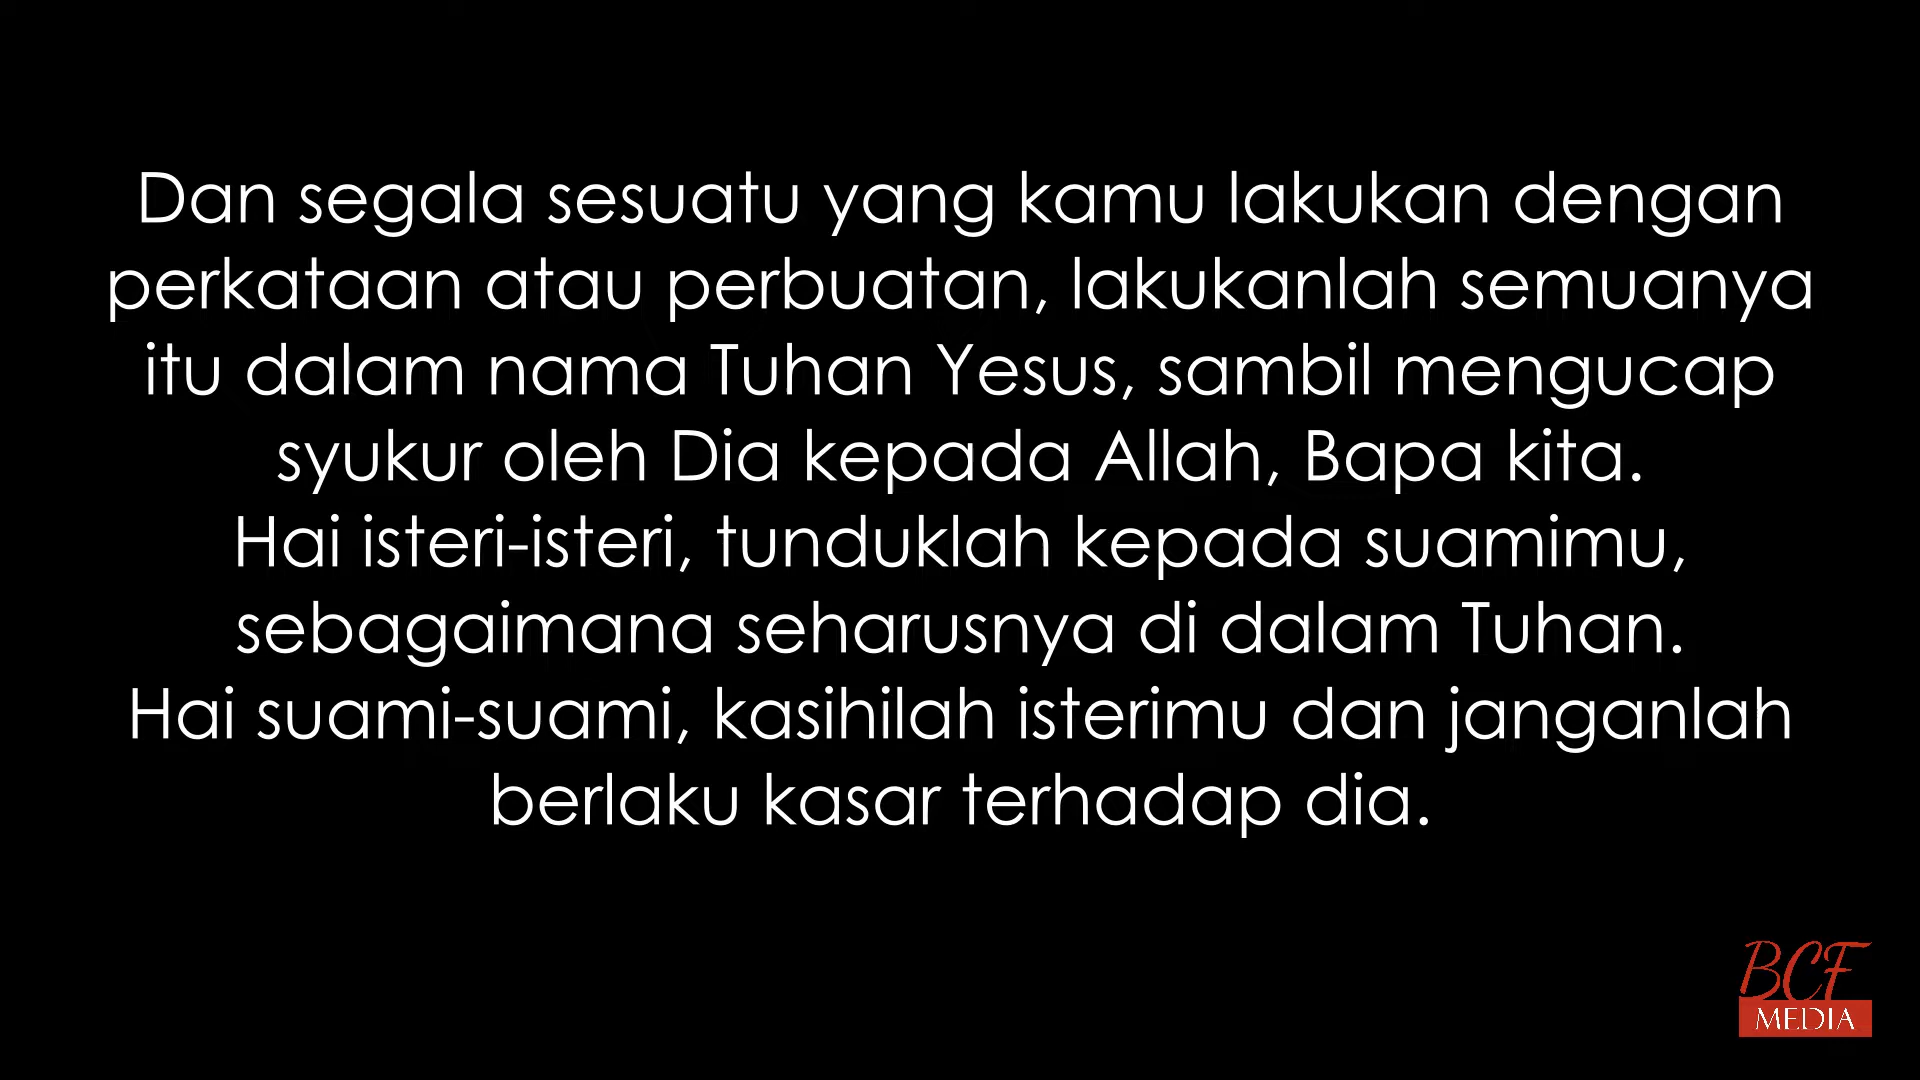 Dan segala sesuatu yang kamu lakukan dengan
perkataan atau perbuatan, lakukanlah semuanya
itu dalam nama Tuhan Yesus, sambil mengucap
syukur oleh Dia kepada Allah, Bapa kita.
Hai isteri-isteri, tunduklah kepada suamimu,
sebagaimana seharusnya di dalam Tuhan.
Hai suami-suami, kasihilah isterimu dan janganlah
berlaku kasar terhadap dia.
BCF
MEDIA